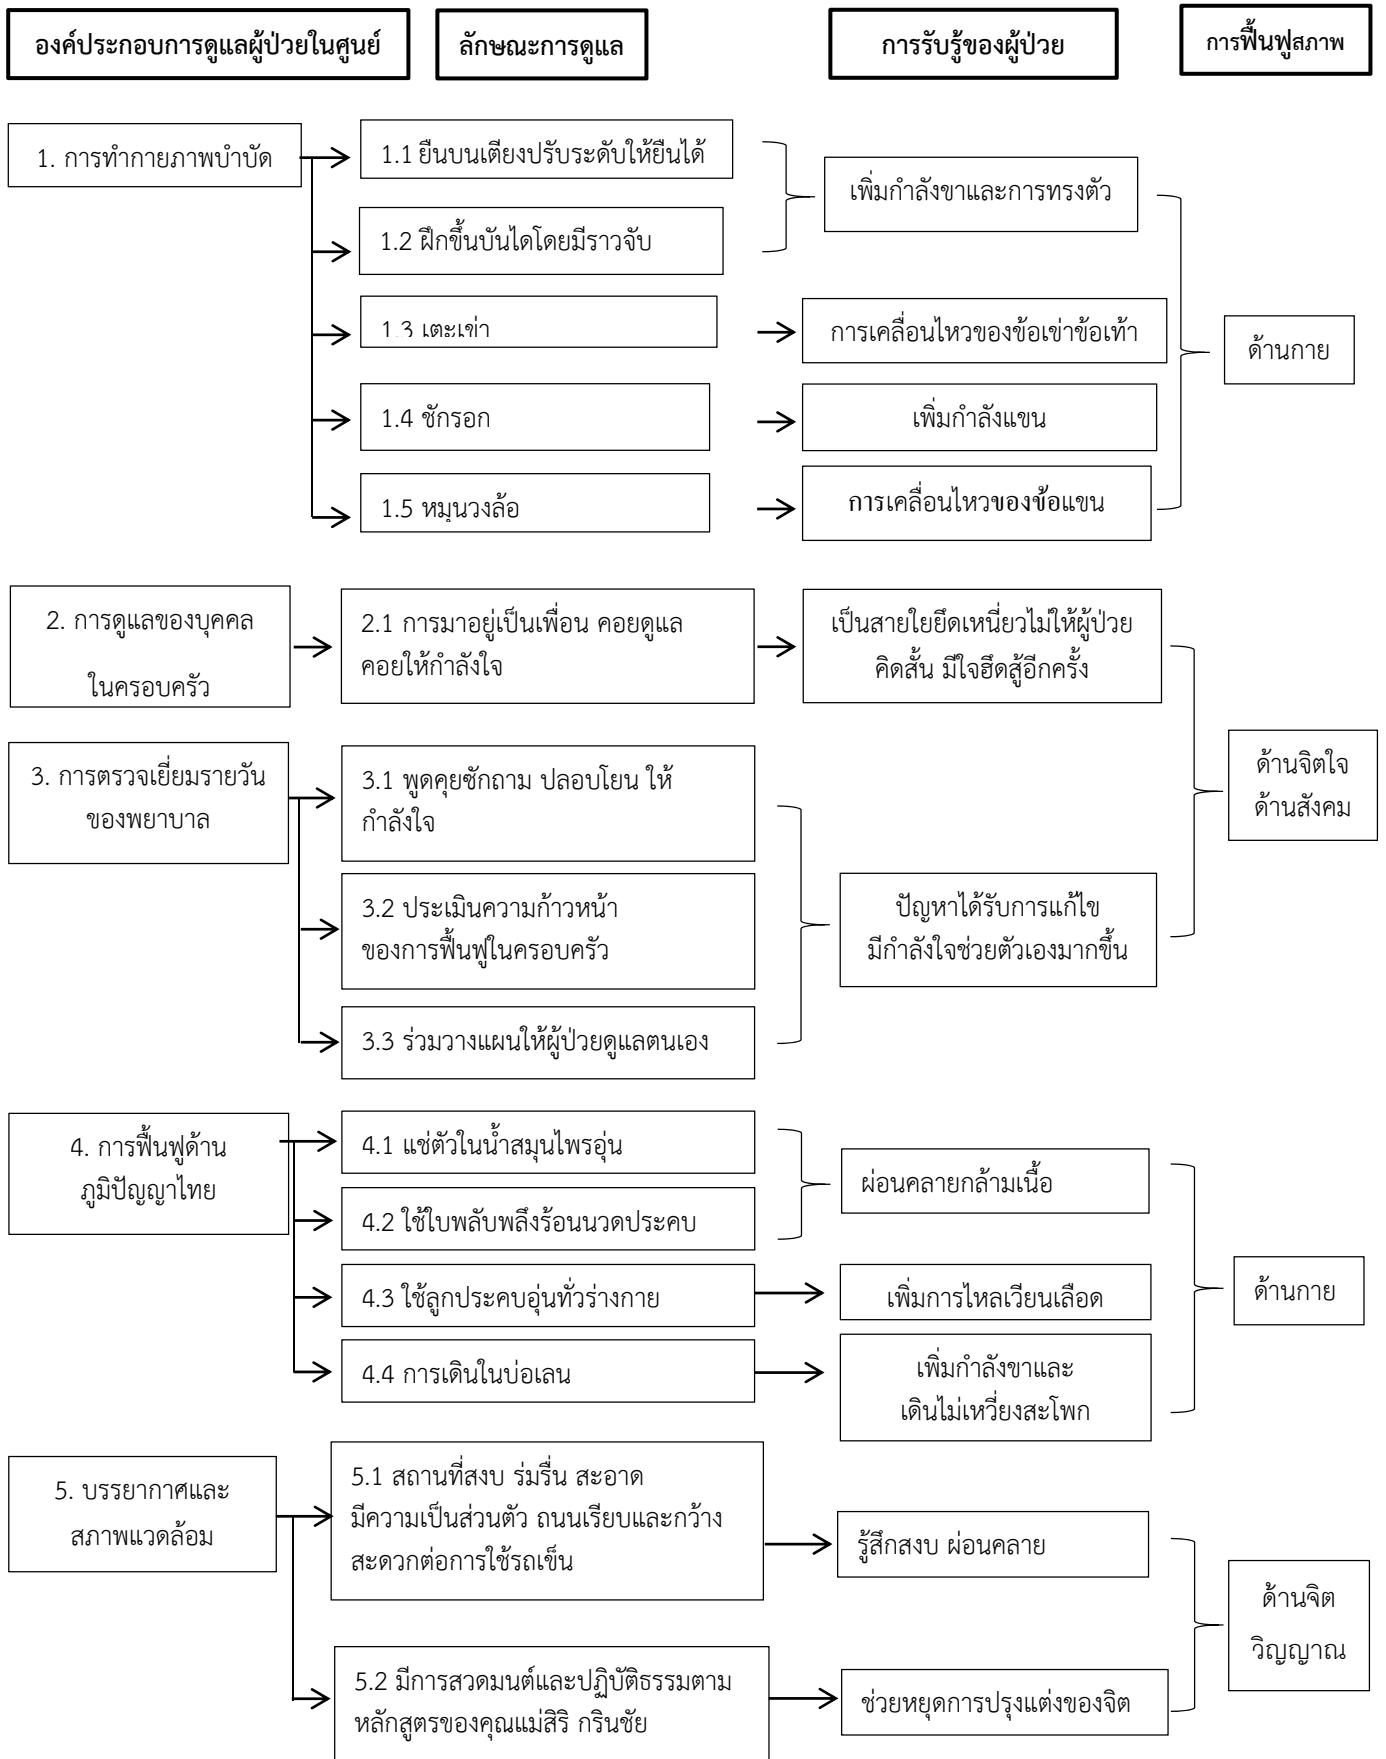 องค์ประกอบการดูแลผู้ป่วยในศูนย์
ลักษณะการดูแล
การรับรู้ของผู้ป่วย
การฟื้นฟูสภาพ
1. การทำกายภาพบำบัด
1.1 ยืนบนเตียงปรับระดับให้ยืนได้
1.2 ฝึกขึ้นบันไดโดยมีราวจับ
เพิ่มกำลังขาและการทรงตัว
1.3 เตะเข่า
การเคลื่อนไหวของข้อเข่าข้อเท้า
1.4 ชักรอก
เพิ่มกำลังแขน
1.5 หมุนวงล้อ
การเคลื่อนไหวของข้อแขน
ด้านกาย
2. การดูแลของบุคคล
ในครอบครัว
2.1 การมาอยู่เป็นเพื่อน คอยดูแล
คอยให้กำลังใจ
เป็นสายใยยึดเหนี่ยวไม่ให้ผู้ป่วย
คิดสั้น มีใจฮึดสู้อีกครั้ง
3. การตรวจเยี่ยมรายวัน
ของพยาบาล
3.1 พูดคุยซักถาม ปลอบโยน ให้
กำลังใจ
3.2 ประเมินความก้าวหน้า
ของการฟื้นฟูในครอบครัว
3.3 ร่วมวางแผนให้ผู้ป่วยดูแลตนเอง
ปัญหาได้รับการแก้ไข
มีกำลังใจช่วยตัวเองมากขึ้น
ด้านจิตใจ
ด้านสังคม
4. การฟื้นฟูด้าน
ภูมิปัญญาไทย
4.1 แช่ตัวในน้ำสมุนไพรอุ่น
4.2 ใช้ใบพลับพลึงร้อนนวดประคบ
ผ่อนคลายกล้ามเนื้อ
4.3 ใช้ลูกประคบอุ่นทั่วร่างกาย
เพิ่มการไหลเวียนเลือด
4.4 การเดินในบ่อเลน
เพิ่มกำลังขาและ
เดินไม่เหวี่ยงสะโพก
ด้านกาย
5. บรรยากาศและ
สภาพแวดล้อม
5.1 สถานที่สงบ ร่มรื่น สะอาด
มีความเป็นส่วนตัว ถนนเรียบและกว้าง
สะดวกต่อการใช้รถเข็น
รู้สึกสงบ ผ่อนคลาย
5.2 มีการสวดมนต์และปฏิบัติธรรมตาม
หลักสูตรของคุณแม่สิริ กรินชัย
ช่วยหยุดการปรุงแต่งของจิต
ด้านจิต
วิญญาณ